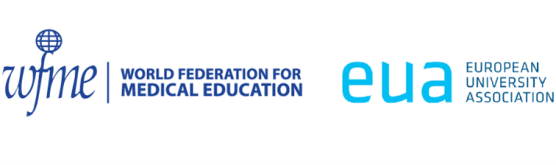 wfme
WORLD FEDERATION FOR
MEDICAL EDUCATION
eua
EUROPEAN
UNIVERSITY
ASSOCIATION